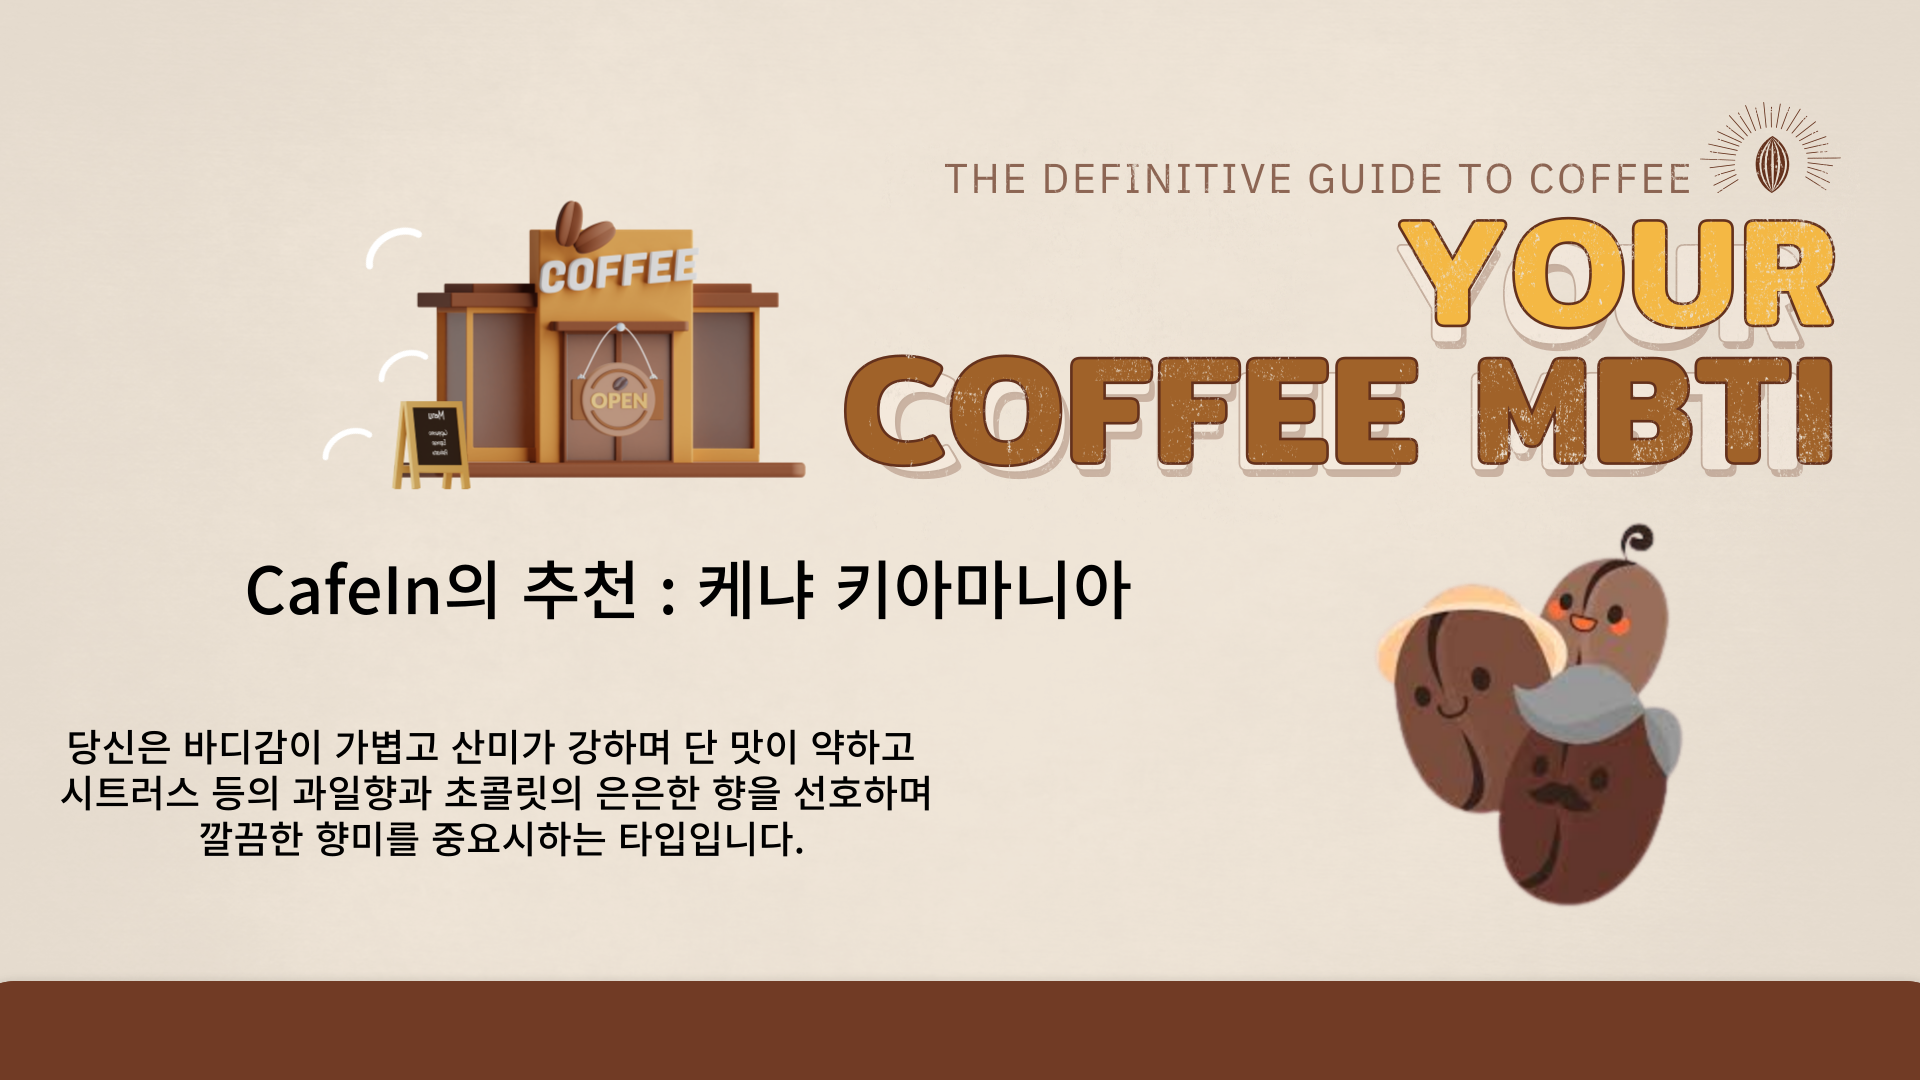 THE DEFINITIVE GUIDE TO COFFEE
YOUR
COFFEE MBTI
COFFEE
OPEN
Menu
CafeIn의 추천 : 케냐 키아마니아
당신은 바디감이 가볍고 산미가 강하며 단 맛이 약하고
시트러스 등의 과일향과 초콜릿의 은은한 향을 선호하며
깔끔한 향미를 중요시하는 타입입니다.